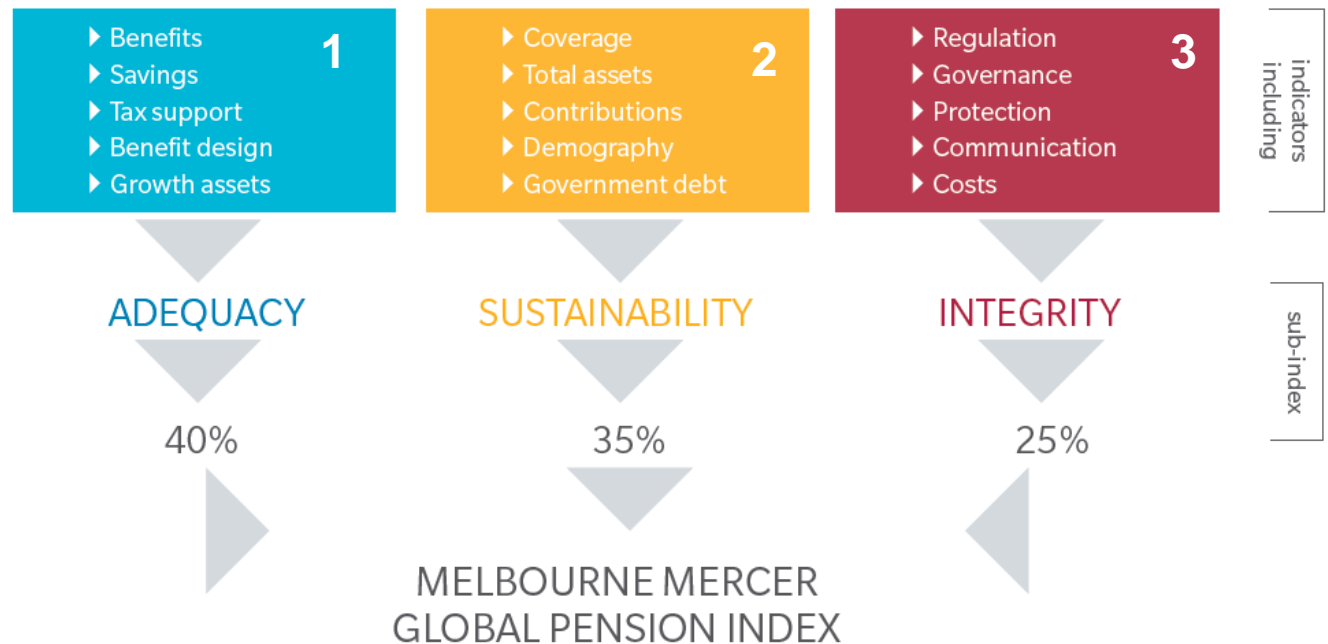 Benefits
Savings
Tax support
Benefit design
Growth assets
1
Coverage
Total assets
Contributions
Demography
Government debt
2
Regulation
Governance
Protection
Communication
Costs
3
indicators
including
ADEQUACY
SUSTAINABILITY
INTEGRITY
sub-index
40%
35%
25%
MELBOURNE MERCER
GLOBAL PENSION INDEX